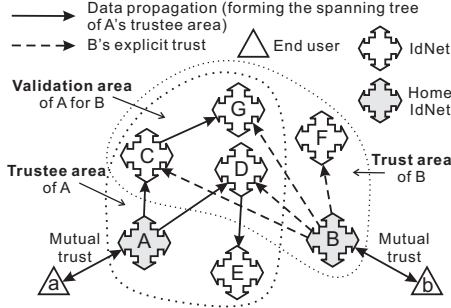 Data propagation (forming the spanning tree
of A's trustee area)
B's explicit trust
End user
IdNet
Home
IdNet
Validation area
of A for B
G
F
C
D
Trustee area
of A
Trust area
of B
A
B
E
Mutual
trust
Mutual
trust
a
b